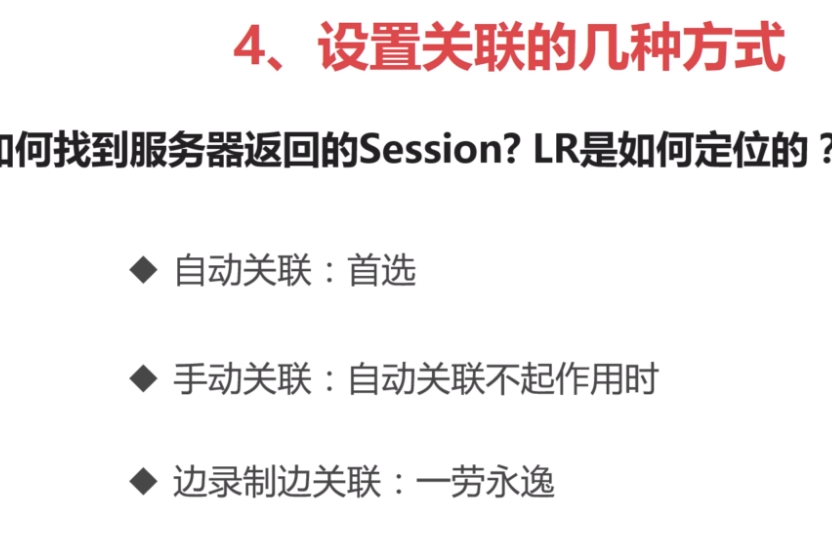 4、设置关联的几种方式
如何找到服务器返回的Session? LR是如何定位的？
◆ 自动关联：首选
◆ 手动关联：自动关联不起作用时
◆ 边录制边关联：一劳永逸